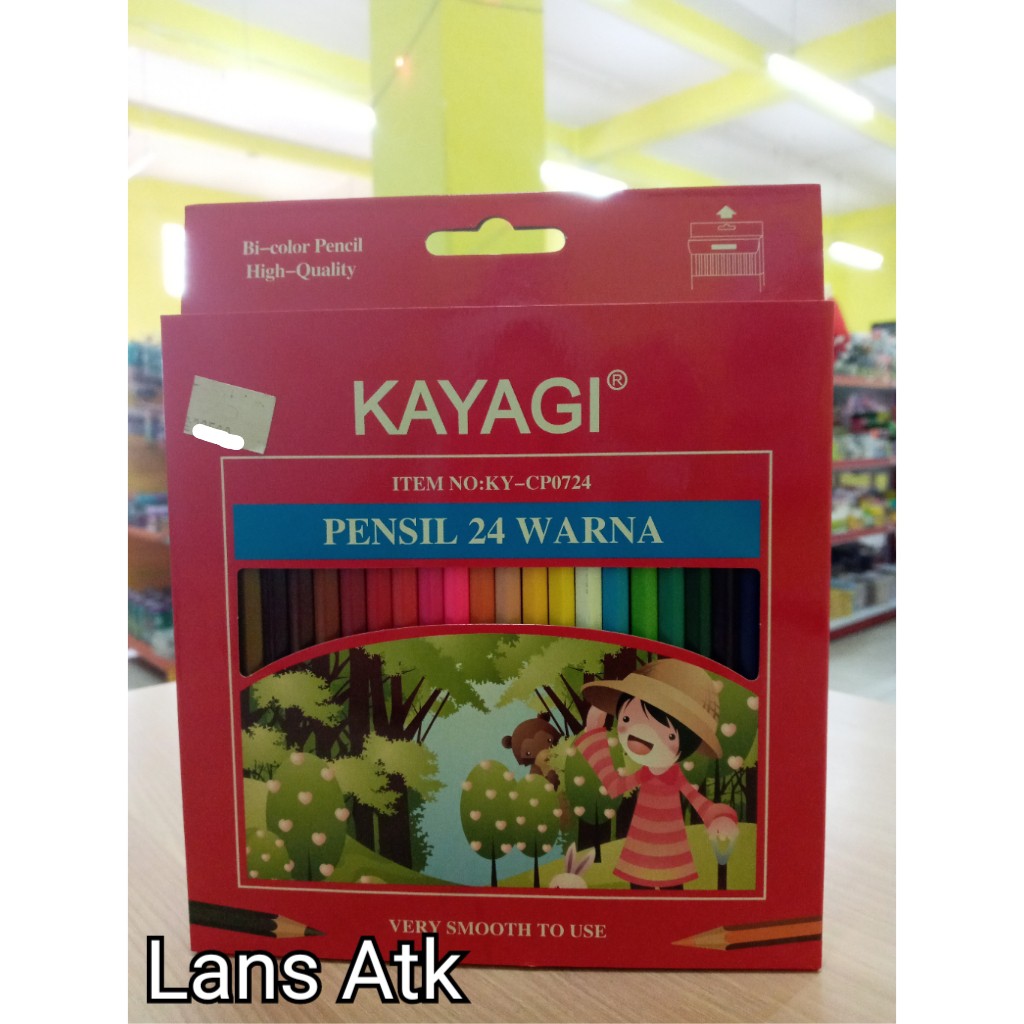 Bi-color Pencil
High-Quality
KAYAGI®
ITEM NO:KY-CP0724
PENSIL 24 WARNA
VERY SMOOTH TO USE
Lans Atk